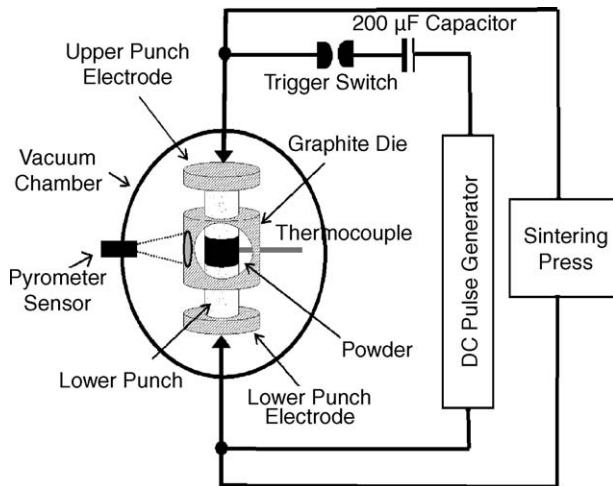 200 µF Capacitor
Upper Punch
Electrode
Trigger Switch
Graphite Die
Vacuum
Chamber
Thermocouple
DC Pulse Generator
Sintering
Press
Pyrometer
Sensor
Powder
Lower Punch
Lower Punch
Electrode